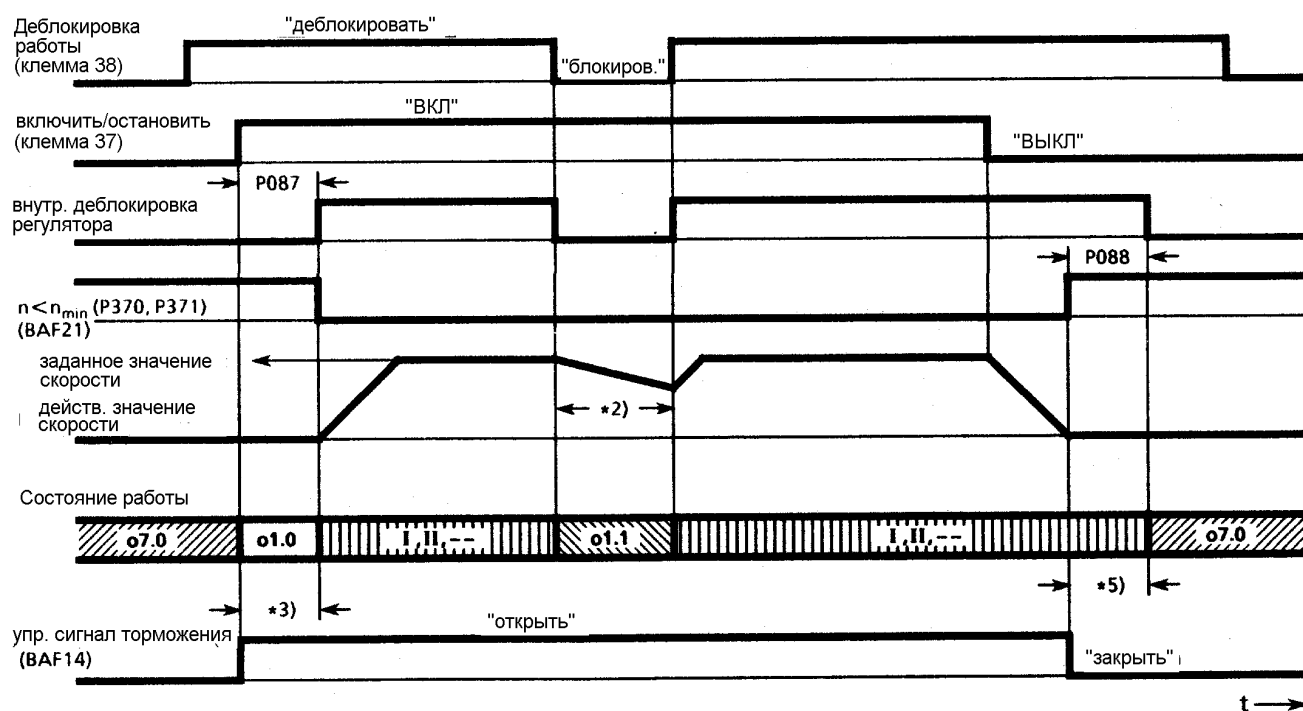 Деблокировка
работы
(клемма 38)
"деблокировать"
"блокиров."
включить/остановить
(клемма 37)
"ВКЛ"
"ВЫКЛ"
P087
внутр. деблокировка
регулятора
P088
n<nmin (P370, P371)
(BAF21)
заданное значение
скорости
*2)
действ. значение
скорости
Состояние работы
o7.0 o1.0 I,II,-- o1.1 I,II,-- o7.0
*3) *5)
"открыть"
упр. сигнал торможения
(BAF14)
"закрыть"
t